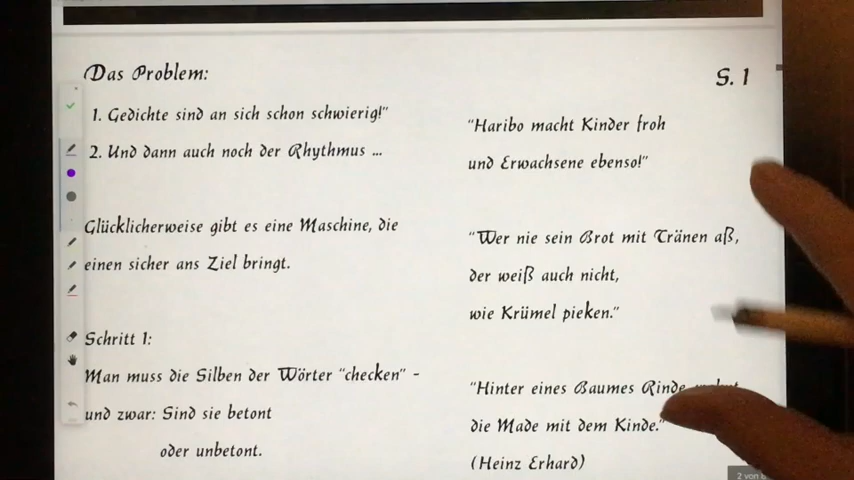 Das Problem:
1. Gedichte sind an sich schon schwierig!"
2. Und dann auch noch der Rhythmus ...
Glücklicherweise gibt es eine Maschine, die
einen sicher ans Ziel bringt.
Schritt 1:
Man muss die Silben der Wörter "checken" -
und zwar: Sind sie betont
oder unbetont.
S. 1
"Haribo macht Kinder froh
und Erwachsene ebenso!"
"Wer nie sein Brot mit Tränen aß,
der weiß auch nicht,
wie Krümel pieken."
"Hinter eines Baumes Rinde
die Made mit dem Kinde."
(Heinz Erhard)
2 von